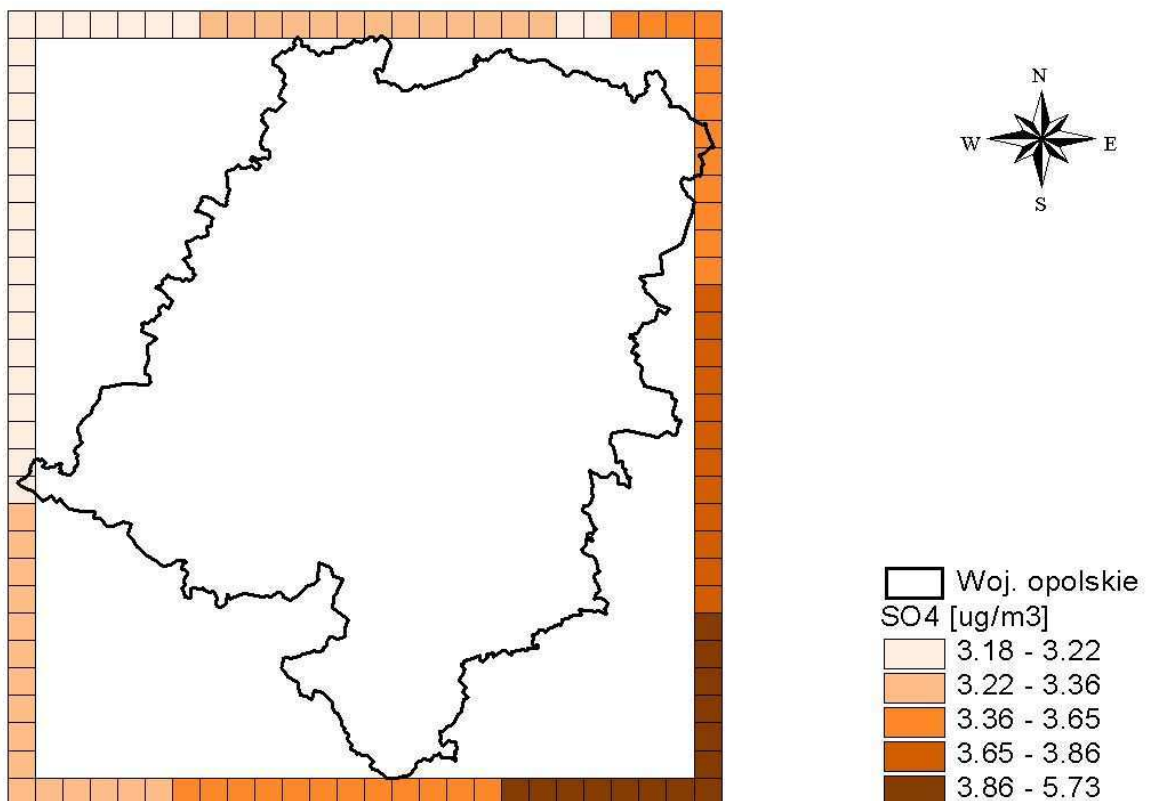 N
W E
S
Woj. opolskie
SO4 [ug/m3]
3.18 - 3.22
3.22 - 3.36
3.36 - 3.65
3.65 - 3.86
3.86 - 5.73